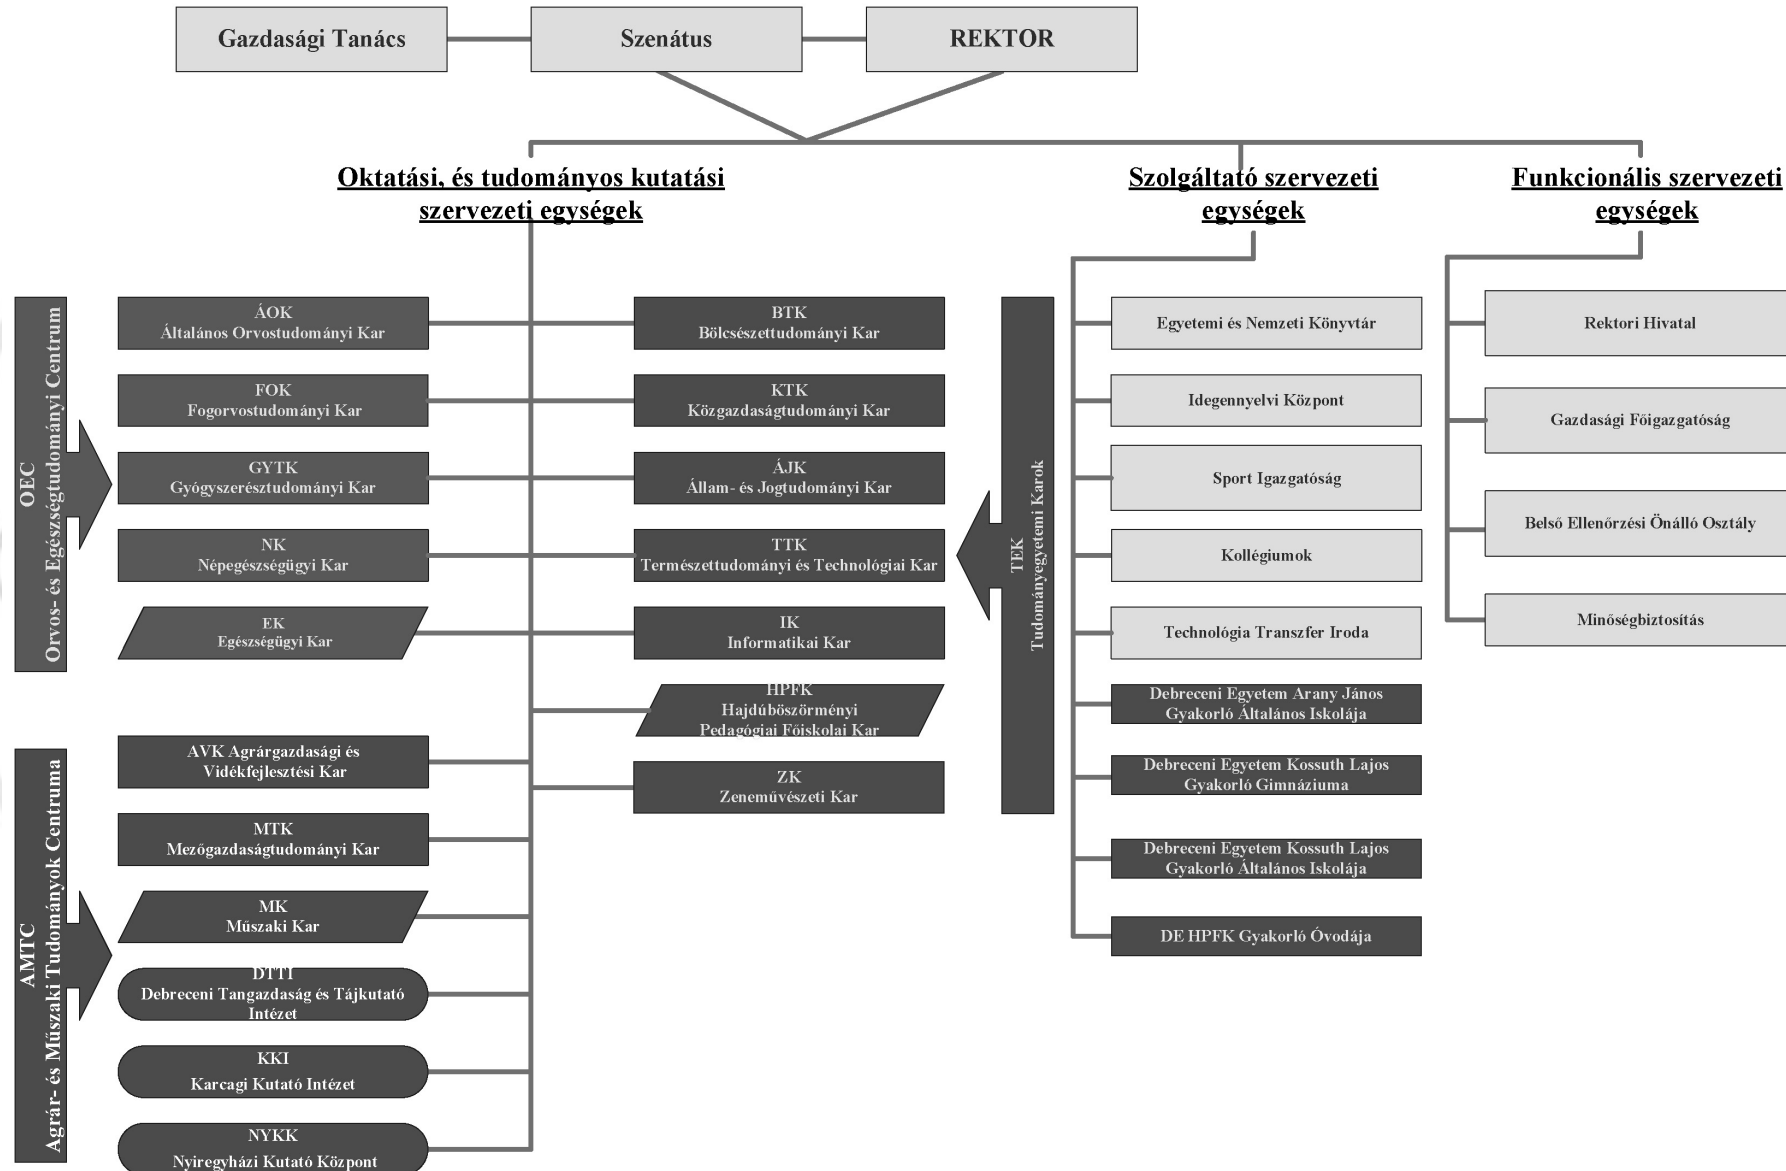 Gazdasági Tanács
Szenátus
REKTOR
Oktatási, és tudományos kutatási
szervezeti egységek
Szolgáltató szervezeti
egységek
Funkcionális szervezeti
egységek
OEC
Orvos- és Egészségtudományi Centrum
ÁOK
Általános Orvostudományi Kar
FOK
Fogorvostudományi Kar
GYTK
Gyógyszerésztudományi Kar
NK
Népegészségügyi Kar
EK
Egészségügyi Kar
AMTC
Agrár- és Műszaki Tudományok Centruma
AVK Agrárgazdasági és
Vidékfejlesztési Kar
MTK
Mezőgazdaságtudományi Kar
MK
Műszaki Kar
DTTI
Debreceni Tangazdaság és Tájkutató
Intézet
KKI
Karcagi Kutató Intézet
NYKK
Nyiregyházi Kutató Központ
BTK
Bölcsészettudományi Kar
KTK
Közgazdaságtudományi Kar
ÁJK
Állam- és Jogtudományi Kar
TTK
Természettudományi és Technológiai Kar
IK
Informatikai Kar
HPFK
Hajdúböszörményi
Pedagógiai Főiskolai Kar
ZK
Zeneművészeti Kar
TEK
Tudományegyetemi Karok
Egyetemi és Nemzeti Könyvtár
Idegennyelvi Központ
Sport Igazgatóság
Kollégiumok
Technológia Transzfer Iroda
Debreceni Egyetem Arany János
Gyakorló Általános Iskolája
Debreceni Egyetem Kossuth Lajos
Gyakorló Gimnáziuma
Debreceni Egyetem Kossuth Lajos
Gyakorló Általános Iskolája
DE HPFK Gyakorló Óvodája
Rektori Hivatal
Gazdasági Főigazgatóság
Belső Ellenőrzési Önálló Osztály
Minőségbiztosítás